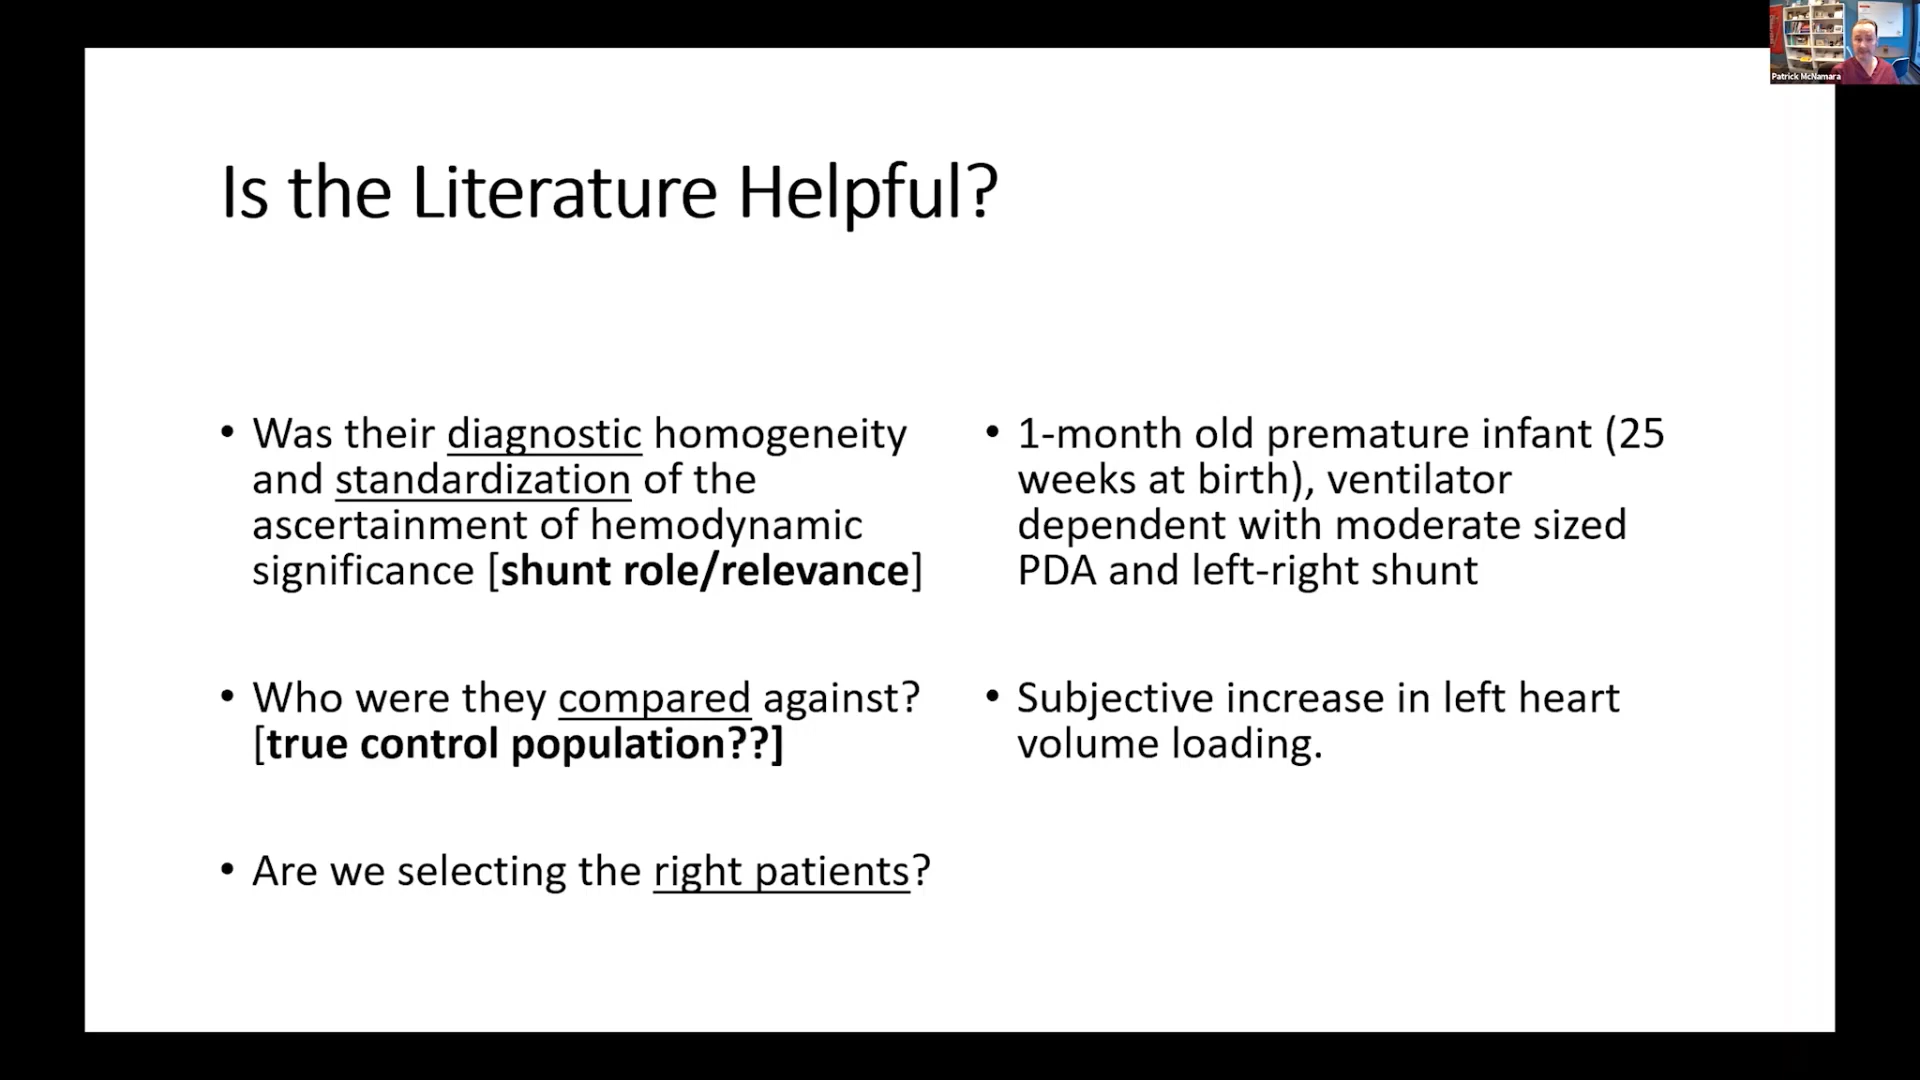 Patrick McNamara
Is the Literature Helpful?
• Was their diagnostic homogeneity
and standardization of the
ascertainment of hemodynamic
significance [shunt role/relevance]
• Who were they compared against?
[true control population??]
• Are we selecting the right patients?
• 1-month old premature infant (25
weeks at birth), ventilator
dependent with moderate sized
PDA and left-right shunt
• Subjective increase in left heart
volume loading.